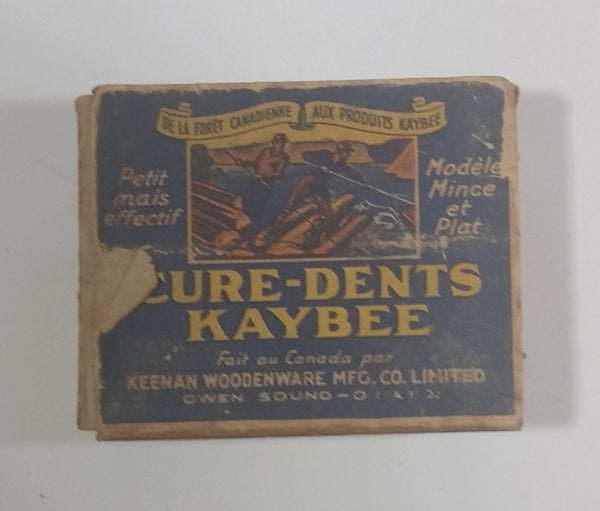 DE LA FORÊT CANADIENNE AUX PRODUITS KAYBEE
Petit
mais
effectif
Modèle
Mince
et
Plat
CURE-DENTS
KAYBEE
Fait au Canada par
KEENAN WOODENWARE MFG. CO. LIMITED
OWEN SOUND -